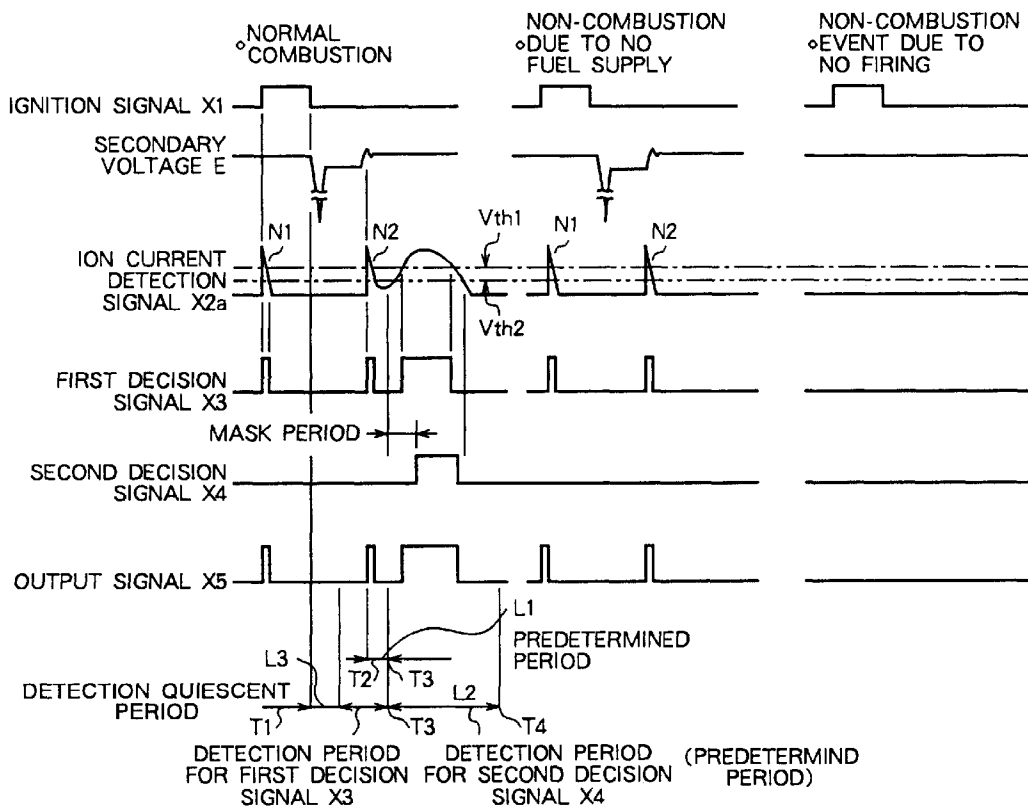 NORMAL
COMBUSTION
NON-COMBUSTION
DUE TO NO
FUEL SUPPLY
NON-COMBUSTION
EVENT DUE TO
NO FIRING
IGNITION SIGNAL X1
SECONDARY
VOLTAGE E
N1
N2
Vth1
N1
N2
ION CURRENT
DETECTION
SIGNAL X2a
Vth2
FIRST DECISION
SIGNAL X3
MASK PERIOD
SECOND DECISION
SIGNAL X4
OUTPUT SIGNAL X5
L1
PREDETERMINED
PERIOD
L3
T2
T3
L2
DETECTION QUIESCENT
PERIOD
T1
T3
T4
DETECTION PERIOD
FOR FIRST DECISION
SIGNAL X3
DETECTION PERIOD
FOR SECOND DECISION
SIGNAL X4
(PREDETERMIND
PERIOD)